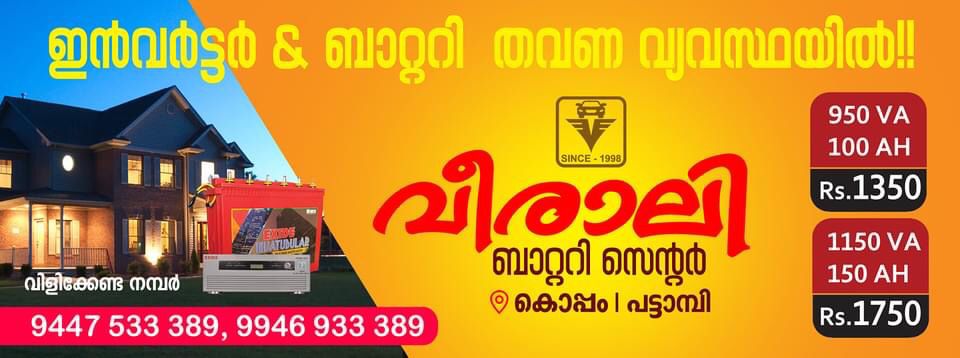 ഇൻവർട്ടർ & ബാറ്ററി തവണ വ്യവസ്ഥയിൽ!!
SINCE - 1998
വീരാലി
ബാറ്ററി സെന്റർ
കൊപ്പം | പട്ടാമ്പി
950 VA
100 AH
Rs.1350
1150 VA
150 AH
Rs.1750
EXIDE
INVATUBULAR
വിളിക്കേണ്ട നമ്പർ
9447 533 389, 9946 933 389